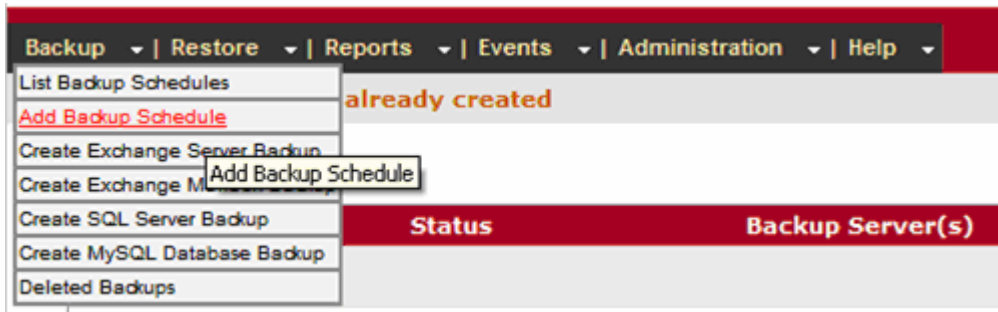 Backup | Restore | Reports | Events | Administration | Help
List Backup Schedules
already created
Add Backup Schedule
Create Exchange Server Backup
Add Backup Schedule
Create Exchange M
Create SQL Server Backup
Status Backup Server(s)
Create MySQL Database Backup
Deleted Backups